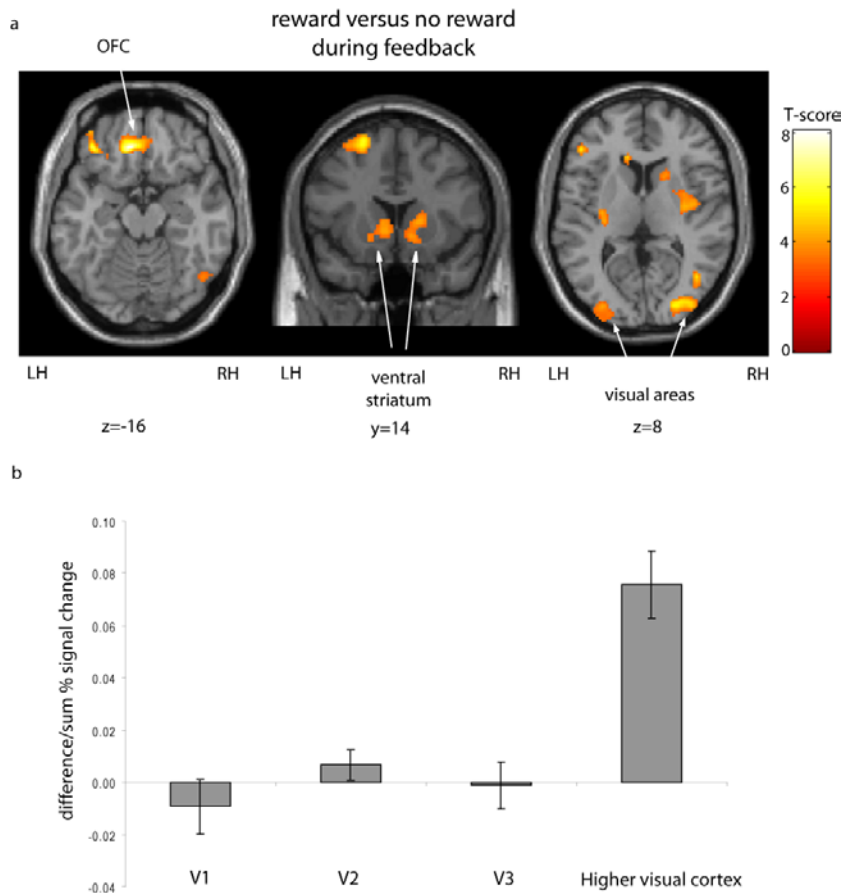 a
reward versus no reward
during feedback
OFC
T-score
8
6
4
2
0
LH
RH
LH
ventral
striatum
RH
LH
visual areas
RH
z=-16
y=14
z=8
b
difference/sum % signal change
0.10
0.08
0.06
0.04
0.02
0.00
-0.02
-0.04
V1
V2
V3
Higher visual cortex